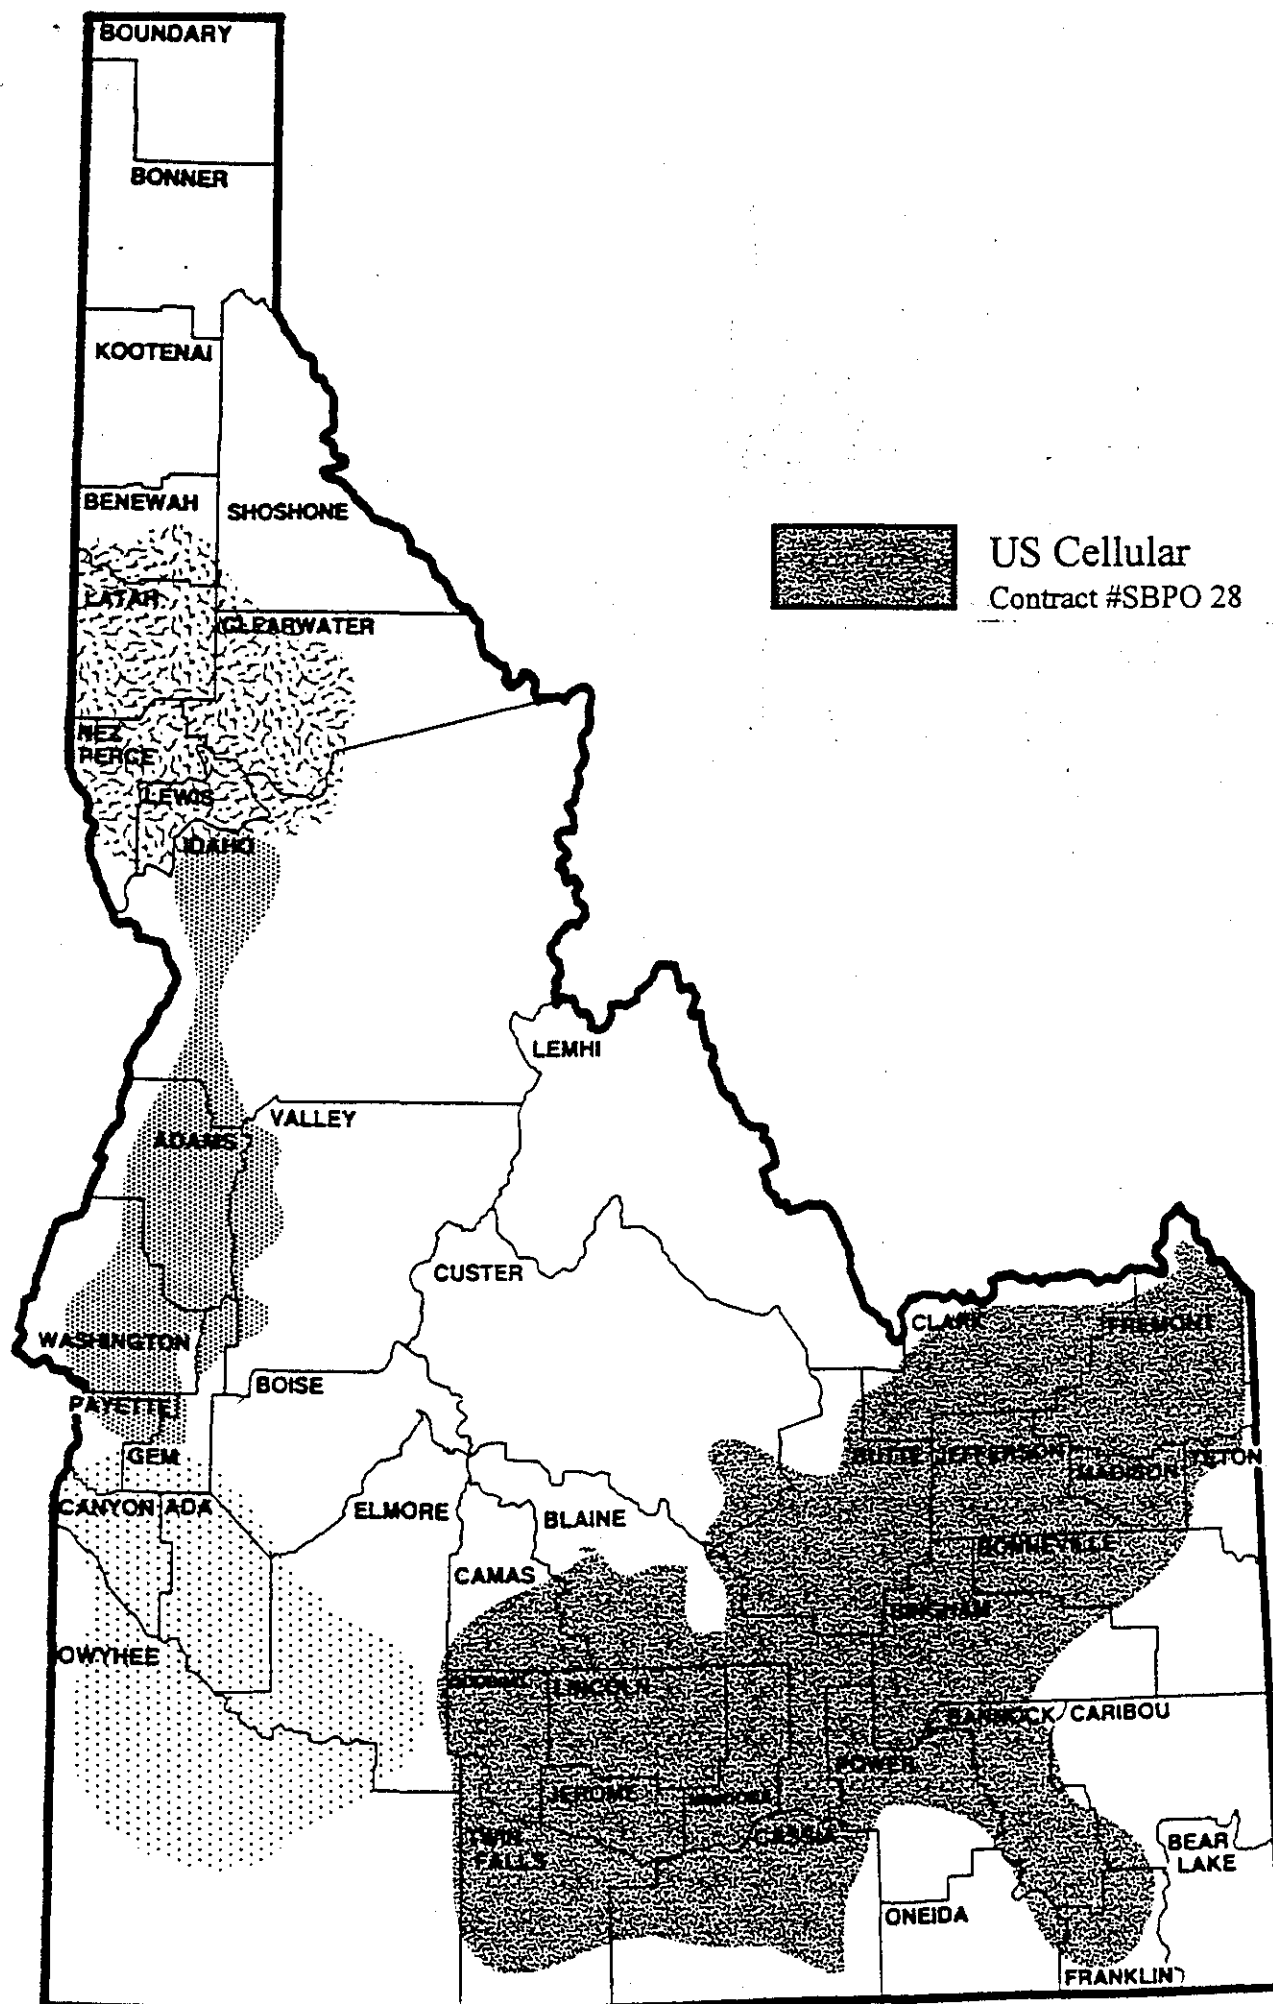 BOUNDARY
BONNER
KOOTENAI
BENEWAH
SHOSHONE
US Cellular
Contract #SBPO 28
LATAH
CLEARWATER
NEZ
PERCE
LEWIS
IDAHO
LEMHI
VALLEY
ADAMS
CUSTER
CLARK
FREMONT
WASHINGTON
BOISE
PAYETTE
GEM
BUTTE
JEFFERSON
MADISON
TETON
CANYON
ADA
ELMORE
BLAINE
BONNEVILLE
CAMAS
BINGHAM
OWYHEE
GOODING
LINCOLN
BANNOCK
CARIBOU
POWER
JEROME
MINIDOKA
CASSIA
TWIN
FALLS
BEAR
LAKE
ONEIDA
FRANKLIN